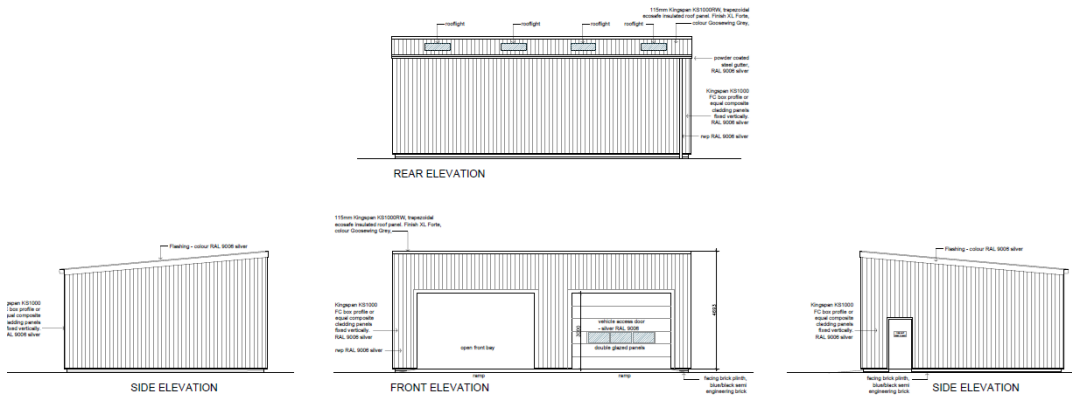 rooflight
rooflight
rooflight
rooflight
115mm Kingspan KS1000RW, trapezoidal
ecosafe insulated roof panel. Finish XL Forte,
colour Goosewing Grey,
powder coated
steel gutter,
RAL 9006 silver
Kingspan KS1000
FC box profile or
equal composite
cladding panels
fixed vertically.
RAL 9006 silver
rwp RAL 9006 silver
REAR ELEVATION
Flashing - colour RAL 9006 silver
ngspan KS1000
box profile or
qual composite
ladding panels
fixed vertically.
AL 9006 silver
SIDE ELEVATION
115mm Kingspan KS1000RW, trapezoidal
ecosafe insulated roof panel. Finish XL Forte,
colour Goosewing Grey,
Kingspan KS1000
FC box profile or
equal composite
cladding panels
fixed vertically.
RAL 9006 silver
rwp RAL 9006 silver
open front bay
3000
vehicle access door
- silver RAL 9006
double glazed panels
4693
ramp
ramp
facing brick plinth,
blue/black semi
engineering brick
FRONT ELEVATION
Flashing - colour RAL 9006 silver
Kingspan KS1000
FC box profile or
equal composite
cladding panels
fixed vertically.
RAL 9006 silver
facing brick plinth,
blue/black semi
engineering brick
SIDE ELEVATION